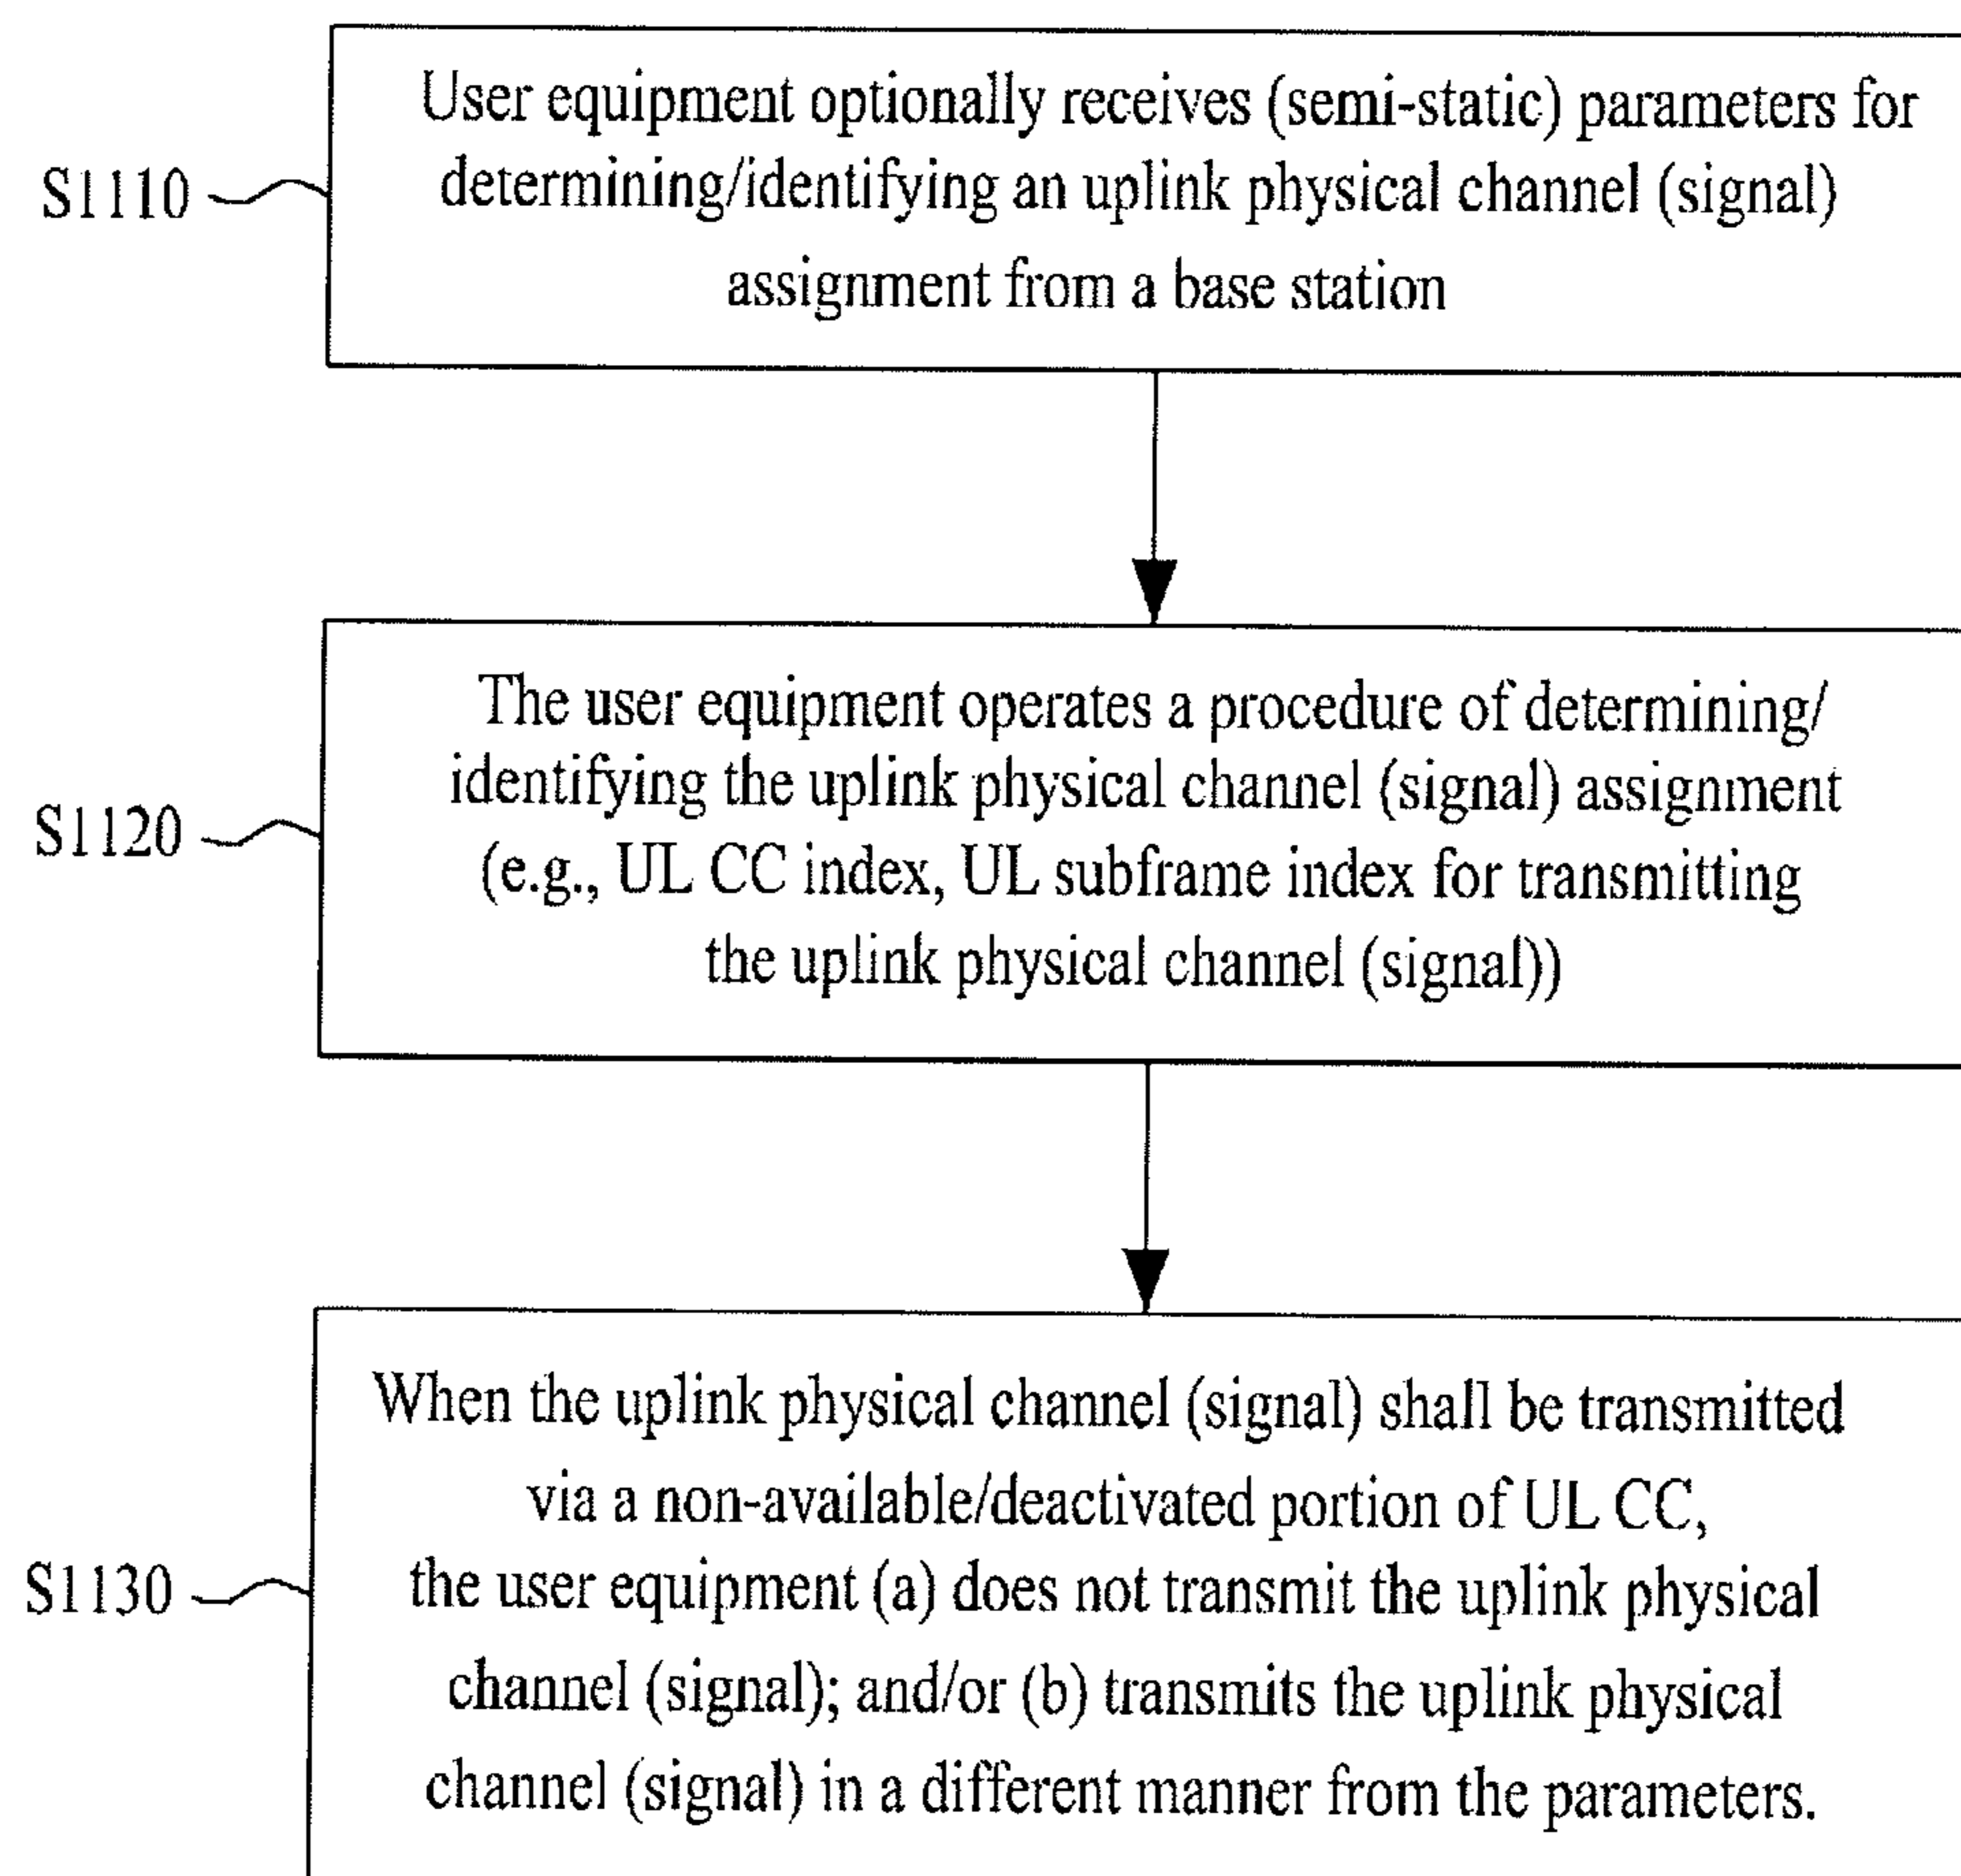 User equipment optionally receives (semi-static) parameters for
S1110
determining/identifying an uplink physical channel (signal)
assignment from a base station
The user equipment operates a procedure of determining/
identifying the uplink physical channel (signal) assignment
S1120
(e.g., UL CC index, UL subframe index for transmitting
the uplink physical channel (signal))
When the uplink physical channel (signal) shall be transmitted
via a non-available/deactivated portion of UL CC,
S1130
the user equipment (a) does not transmit the uplink physical
channel (signal); and/or (b) transmits the uplink physical
channel (signal) in a different manner from the parameters.